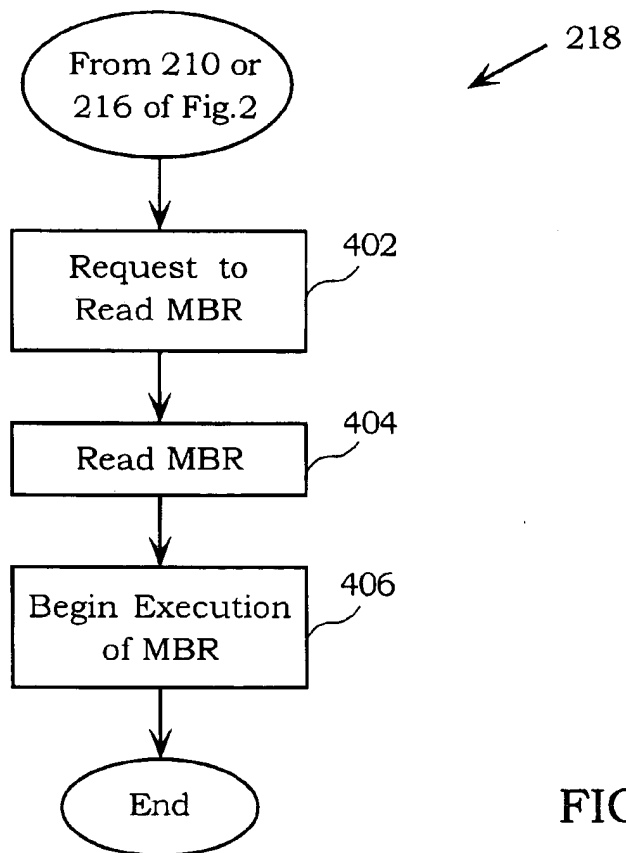 From 210 or
216 of Fig.2
218
Request to
Read MBR
402
Read MBR
404
Begin Execution
of MBR
406
End
FIG